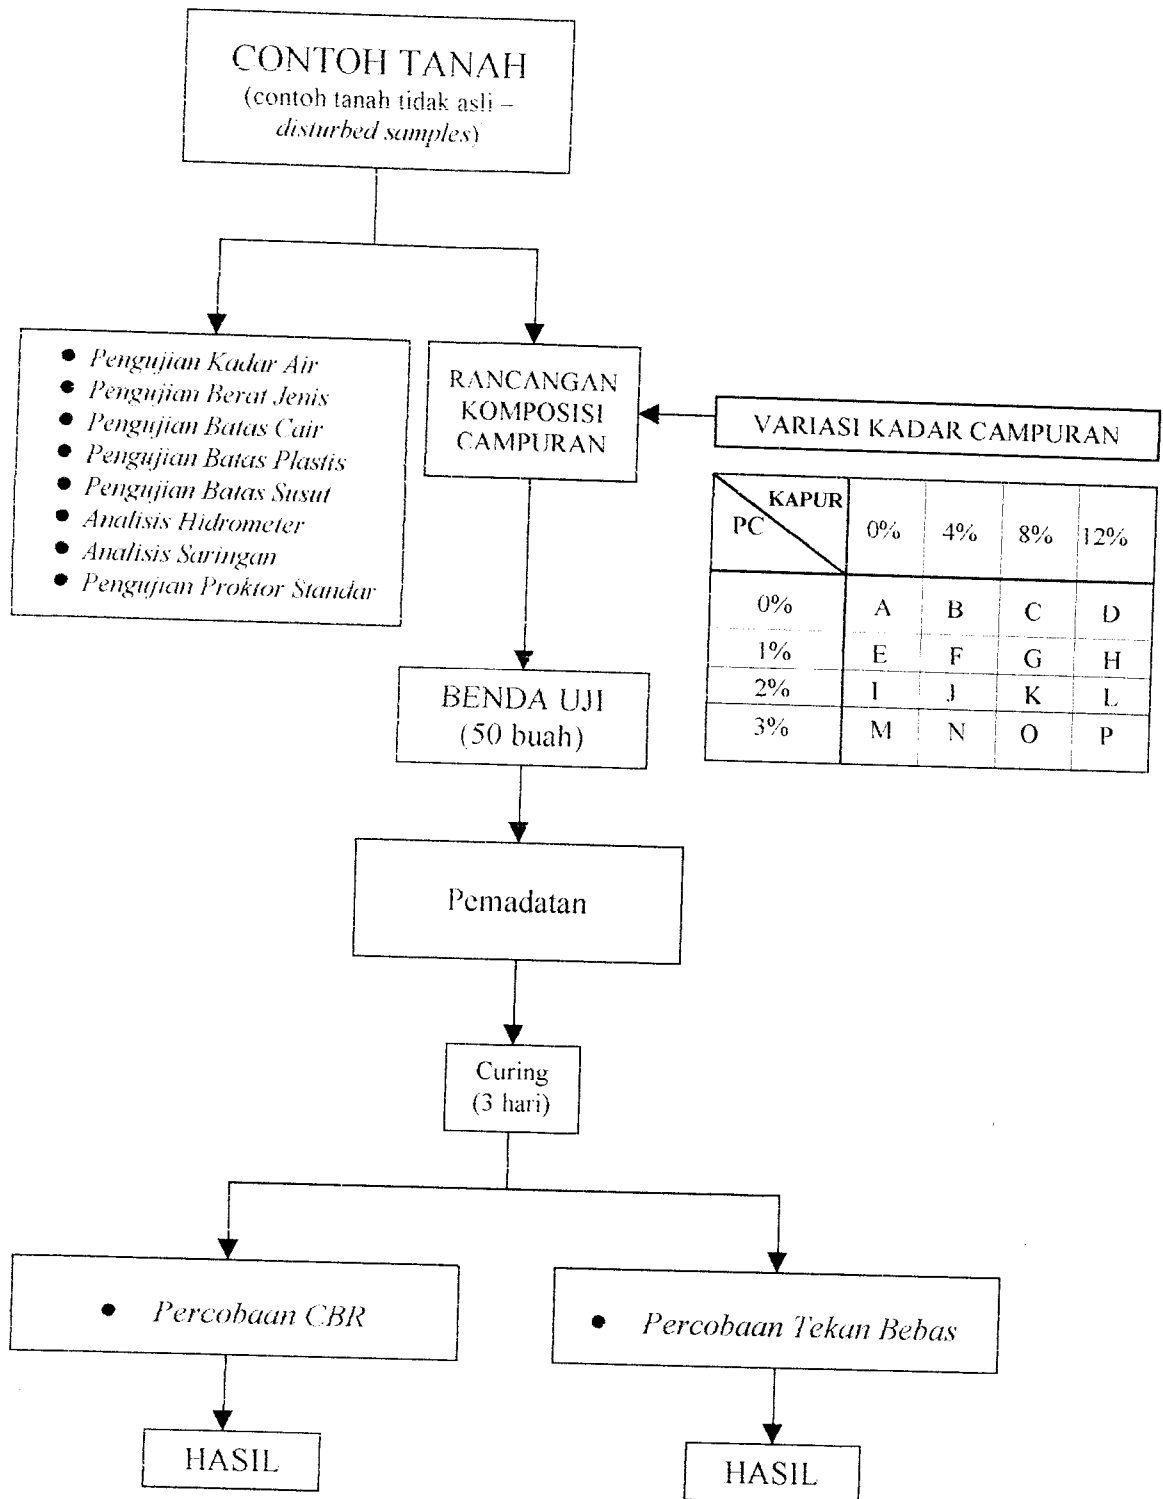 CONTOH TANAH
(contoh tanah tidak asli –
disturbed samples)
Pengujian Kadar Air
Pengujian Berat Jenis
Pengujian Batas Cair
Pengujian Batas Plastis
Pengujian Batas Susut
Analisis Hidrometer
Analisis Saringan
Pengujian Proktor Standar
RANCANGAN
KOMPOSISI
CAMPURAN
VARIASI KADAR CAMPURAN
KAPUR
PC 0% 4% 8% 12%
0% A B C D
1% E F G H
2% I J K L
3% M N O P
BENDA UJI
(50 buah)
Pemadatan
Curing
(3 hari)
Percobaan CBR
Percobaan Tekan Bebas
HASIL
HASIL